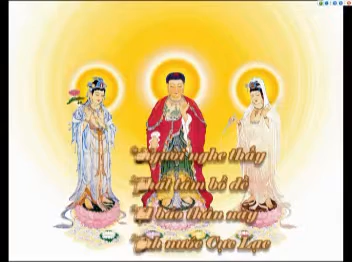 Người nghe thấy
Phát tâm bồ đề
báo thân này
nước Cực Lạc